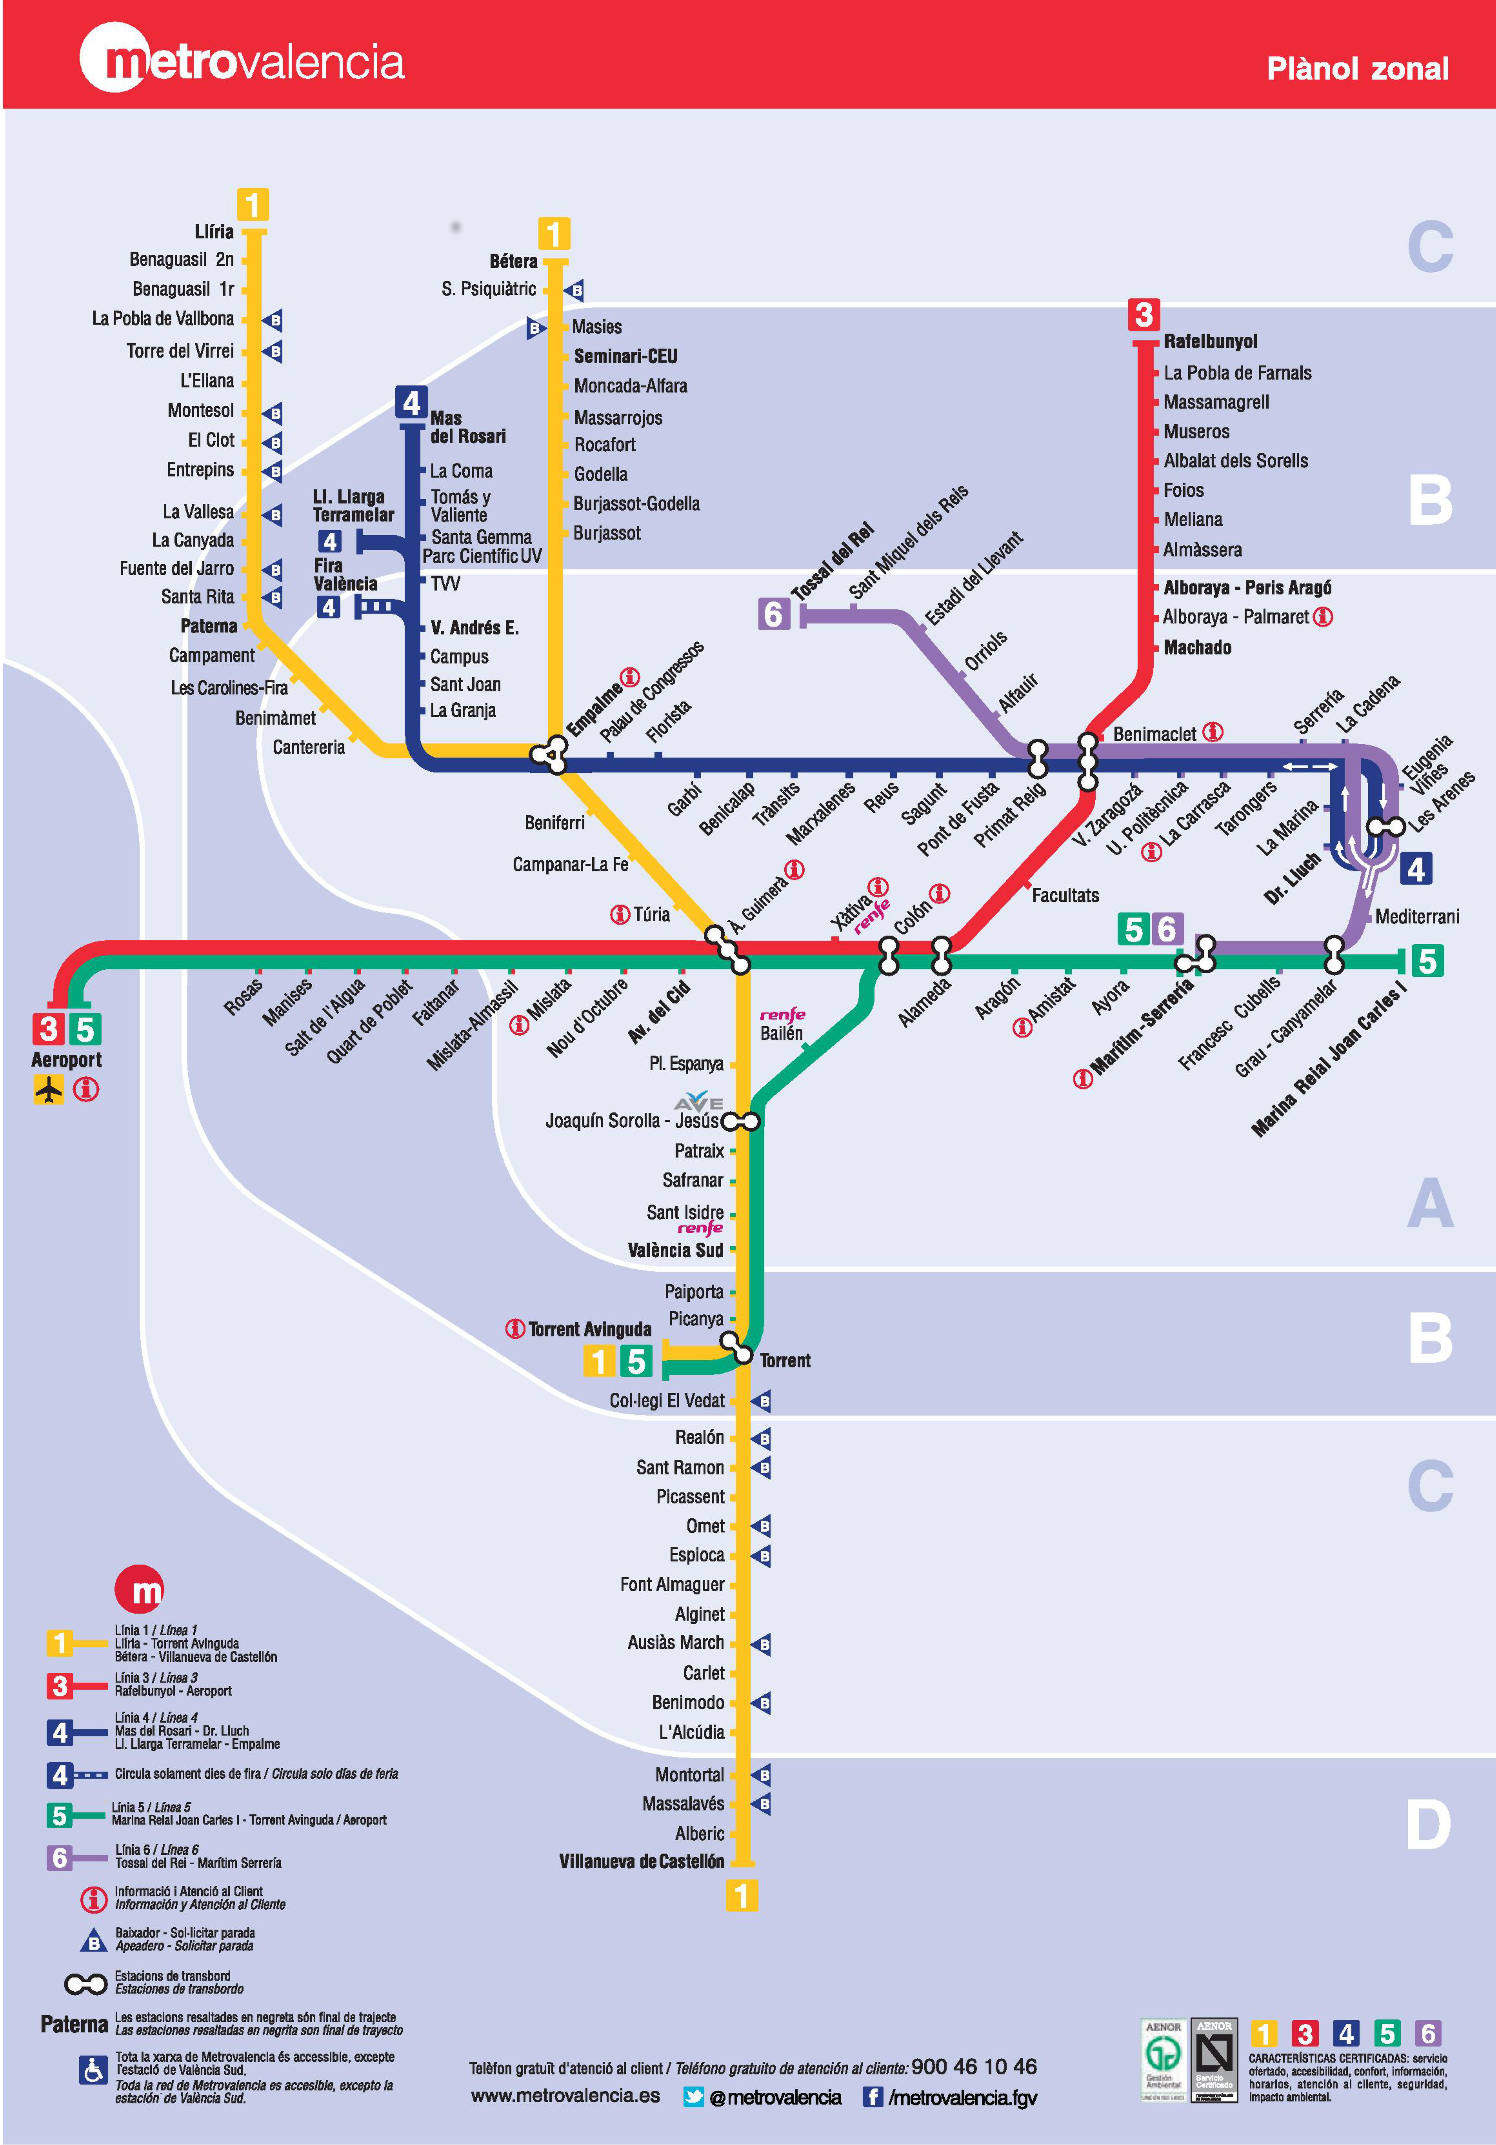 metrovalencia
Plànol zonal
C
1
Llíria
Benaguasil 2n
Benaguasil 1r
La Pobla de Vallbona
B
Torre del Virrei
B
L'Eliana
Montesol
B
El Clot
B
Entrepins
B
La Vallesa
B
La Canyada
Fuente del Jarro
B
Santa Rita
B
Paterna
Campament
Les Carolines-Fira
Benimàmet
Cantereria
4
Mas
del Rosari
La Coma
Tomás y
Valiente
Santa Gemma
Parc Científic UV
TVV
V. Andrés E.
Campus
Sant Joan
La Granja
Ll. Llarga
Terramelar
4
Fira
València
4
1
Bétera
S. Psiquiàtric
B
B
Masies
Seminari-CEU
Moncada-Alfara
Massarrojos
Rocafort
Godella
Burjassot-Godella
Burjassot
B
6
Tossal del Rei
Sant Miquel dels Reis
Estadi del Llevant
Orriols
Alfauir
3
Rafelbunyol
La Pobla de Farnals
Massamagrell
Museros
Albalat dels Sorells
Foios
Meliana
Almàssera
Alboraya - Peris Aragó
Alboraya - Palmaret
Machado
Benimaclet
Empalme
Palau de Congressos
Florista
Garbí
Benicalap
Trànsits
Marxalenes
Reus
Sagunt
Pont de Fusta
Primat Reig
V. Zaragozá
U. Politècnica
La Carrasca
Tarongers
Serrería
La Cadena
Eugenia
Viñes
Les Arenes
La Marina
Dr. Lluch
4
Mediterrani
Beniferri
Campanar-La Fe
Túria
À. Guimerà
Xàtiva
renfe
Colón
Facultats
5 6
5
3 5
Aeroport
Rosas
Manises
Salt de l'Aigua
Quart de Poblet
Faitanar
Mislata-Almassil
Mislata
Nou d'Octubre
Av. del Cid
Alameda
Aragón
Amistat
Ayora
Marítim - Serrería
Francesc Cubells
Grau - Canyamelar
Marina Reial Joan Carles I
renfe
Bailén
Pl. Espanya
AVE
Joaquín Sorolla - Jesús
Patraix
Safranar
Sant Isidre
renfe
València Sud
A
Paiporta
Picanya
Torrent Avinguda
1 5
Torrent
B
Col·legi El Vedat
B
Realón
B
Sant Ramon
B
Picassent
Omet
B
Espioca
B
Font Almaguer
Alginet
Ausiàs March
B
Carlet
Benimodo
B
L'Alcúdia
C
Montortal
B
Massalavés
B
Alberic
Villanueva de Castellón
1
D
m
1
Línia 1 / Línea 1
Llíria - Torrent Avinguda
Bétera - Villanueva de Castellón
3
Línia 3 / Línea 3
Rafelbunyol - Aeroport
4
Línia 4 / Línea 4
Mas del Rosari - Dr. Lluch
Ll. Llarga Terramelar - Empalme
4
Circula solament dies de fira / Circula solo días de feria
5
Línia 5 / Línea 5
Marina Reial Joan Carles I - Torrent Avinguda / Aeroport
6
Línia 6 / Línea 6
Tossal del Rei - Marítim Serrería
Informació i Atenció al Client
Información y Atención al Cliente
B
Baixador - Sol·licitar parada
Apeadero - Solicitar parada
Estacions de transbord
Estaciones de transbordo
Paterna
Les estacions resaltades en negreta són final de trajecte
Las estaciones resaltadas en negrita son final de trayecto
Tota la xarxa de Metrovalencia és accessible, excepte
l'estació de València Sud.
Toda la red de Metrovalencia es accesible, excepto la
estación de València Sud.
Telèfon gratuït d'atenció al client / Teléfono gratuito de atención al cliente: 900 46 10 46
www.metrovalencia.es
@metrovalencia
/metrovalencia.fgv
AENOR
Gestión
Ambiental
AENOR
Servicio
Certificado
1 3 4 5 6
CARACTERÍSTICAS CERTIFICADAS: servicio
ofertado, accesibilidad, confort, información,
horarios, atención al cliente, seguridad,
impacto ambiental.